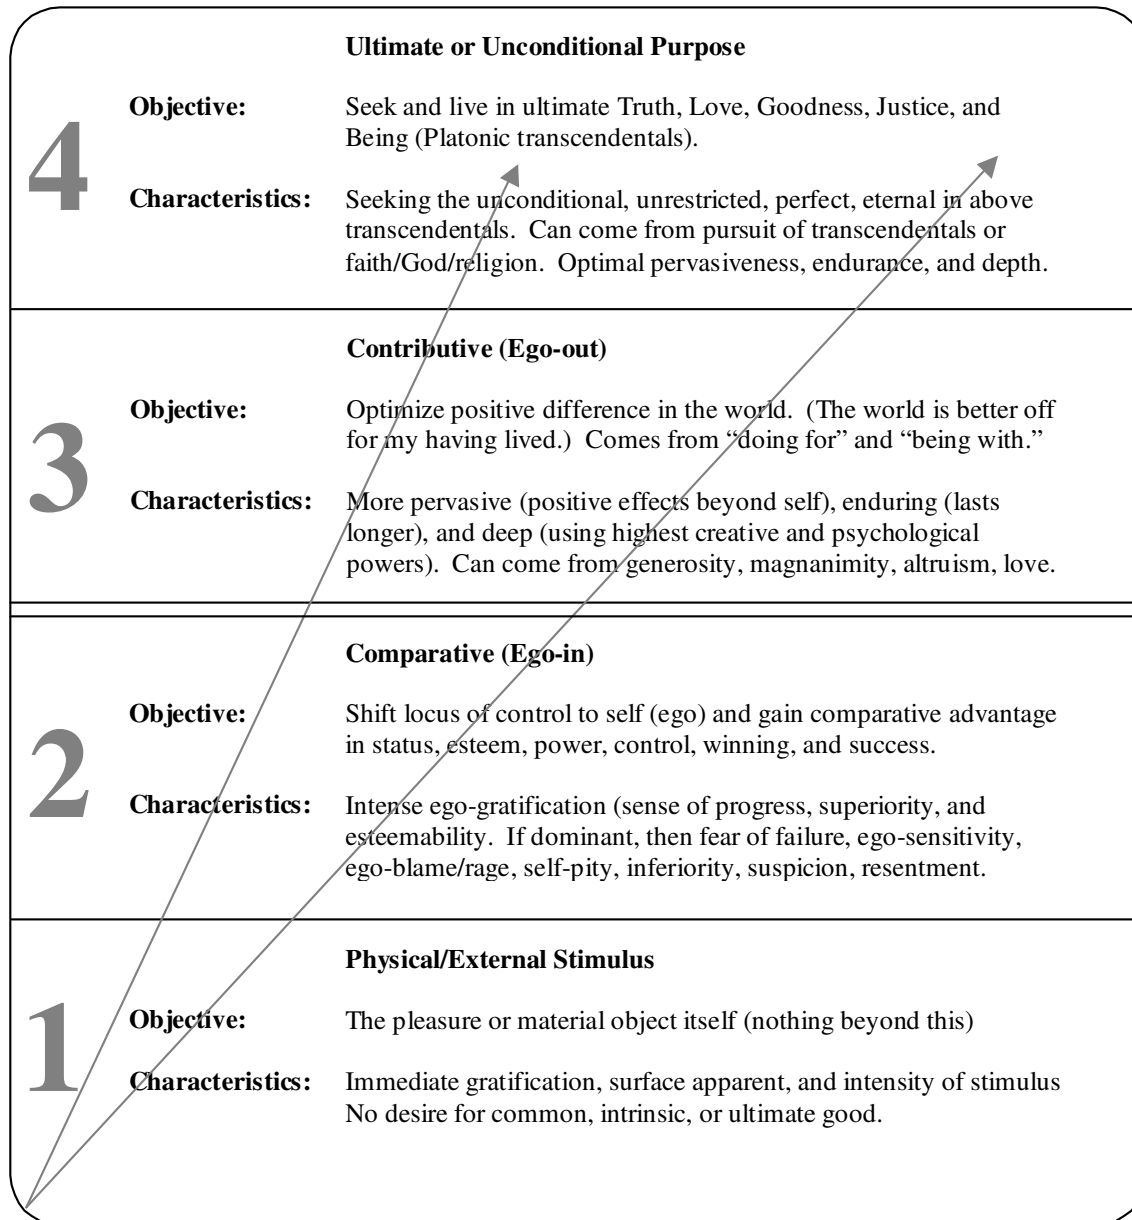 Ultimate or Unconditional Purpose
Objective: Seek and live in ultimate Truth, Love, Goodness, Justice, and
Being (Platonic transcendentals).
4
Characteristics: Seeking the unconditional, unrestricted, perfect, eternal in above
transcendentals. Can come from pursuit of transcendentals or
faith/God/religion. Optimal pervasiveness, endurance, and depth.
Contributive (Ego-out)
Objective: Optimize positive difference in the world. (The world is better off
for my having lived.) Comes from “doing for” and “being with.”
3
Characteristics: More pervasive (positive effects beyond self), enduring (lasts
longer), and deep (using highest creative and psychological
powers). Can come from generosity, magnanimity, altruism, love.
Comparative (Ego-in)
Objective: Shift locus of control to self (ego) and gain comparative advantage
in status, esteem, power, control, winning, and success.
2
Characteristics: Intense ego-gratification (sense of progress, superiority, and
esteemability. If dominant, then fear of failure, ego-sensitivity,
ego-blame/rage, self-pity, inferiority, suspicion, resentment.
Physical/External Stimulus
Objective: The pleasure or material object itself (nothing beyond this)
1
Characteristics: Immediate gratification, surface apparent, and intensity of stimulus
No desire for common, intrinsic, or ultimate good.